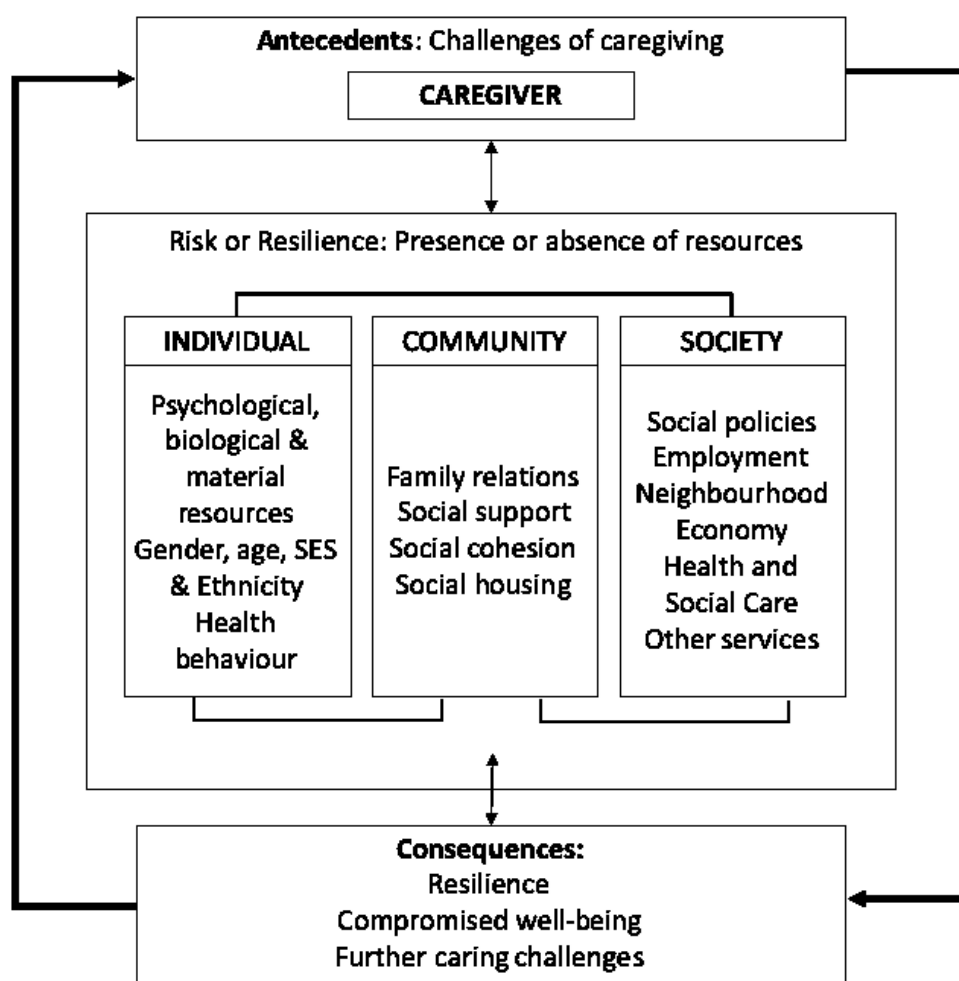 Antecedents: Challenges of caregiving
CAREGIVER
Risk or Resilience: Presence or absence of resources
INDIVIDUAL
Psychological,
biological &
material
resources
Gender, age, SES
& Ethnicity
Health
behaviour
COMMUNITY
Family relations
Social support
Social cohesion
Social housing
SOCIETY
Social policies
Employment
Neighbourhood
Economy
Health and
Social Care
Other services
Consequences:
Resilience
Compromised well-being
Further caring challenges